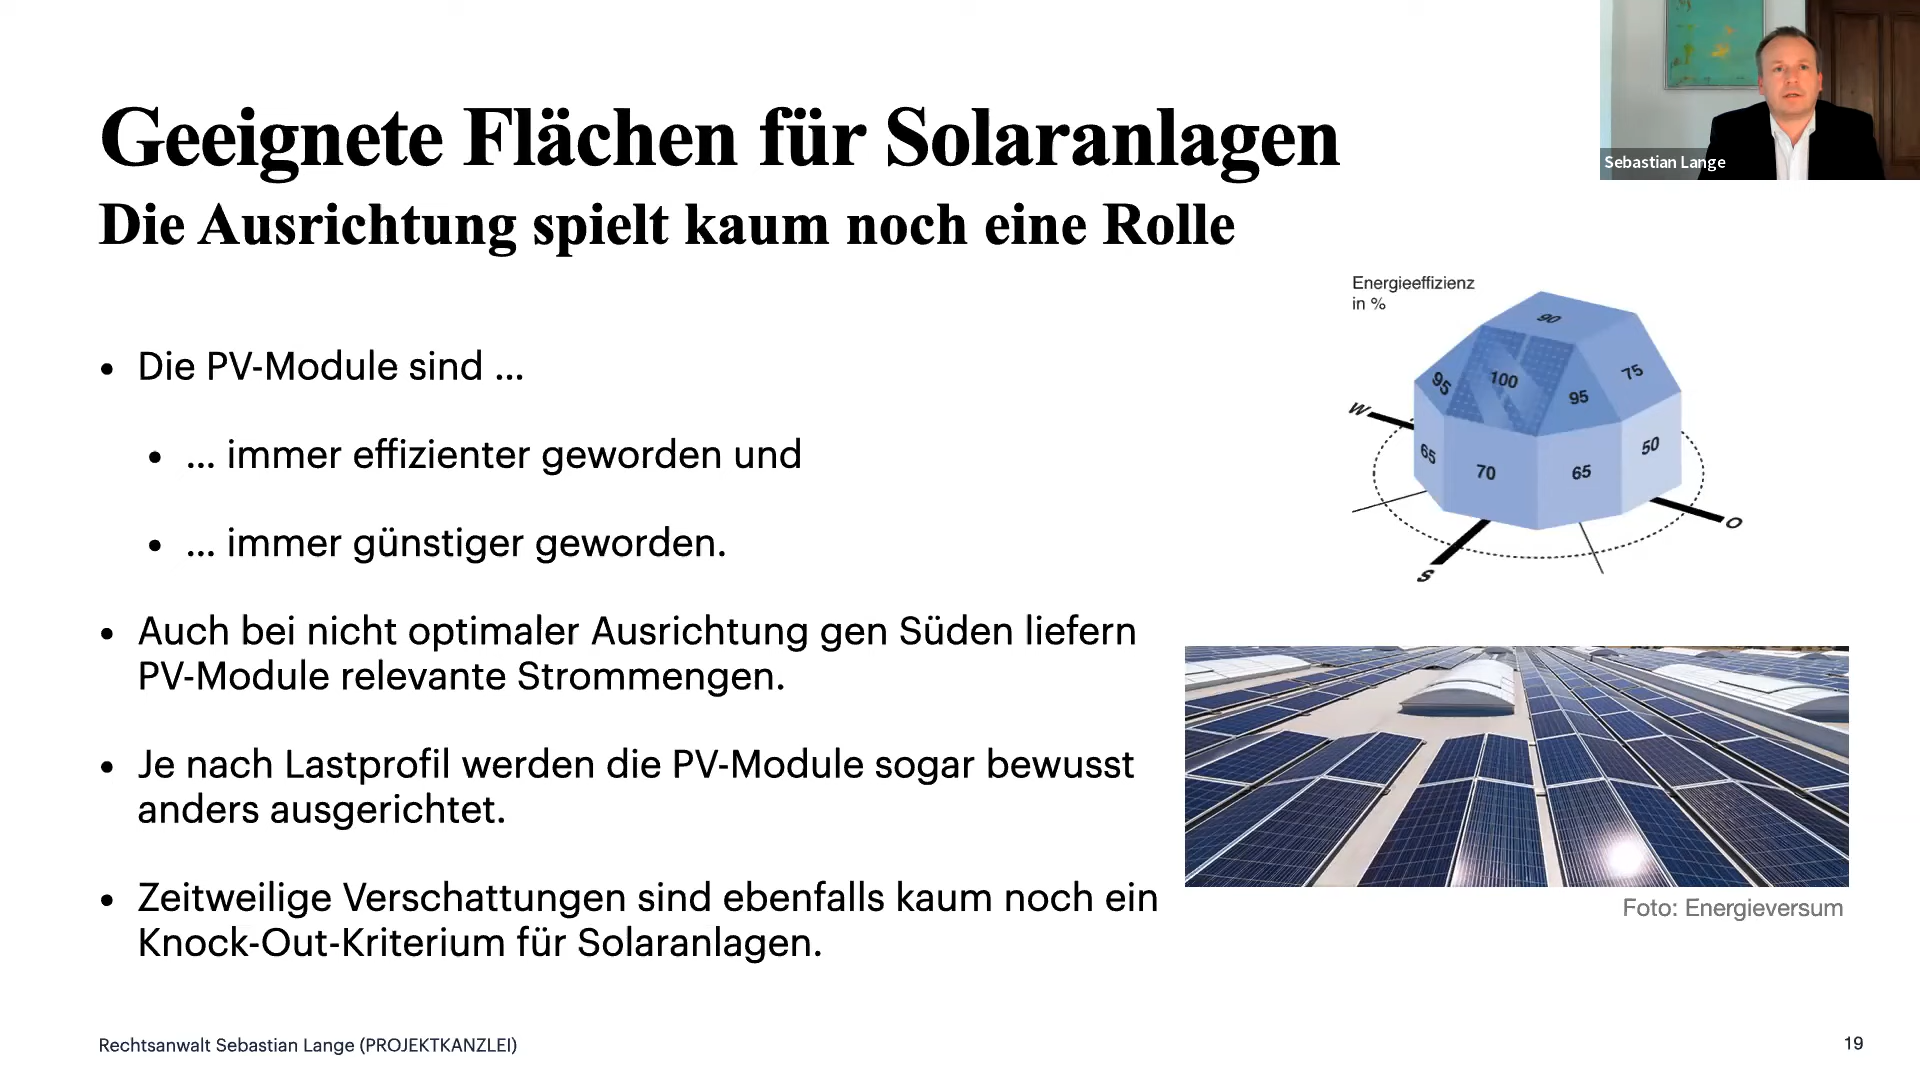 Geeignete Flächen für Solaranlagen
Die Ausrichtung spielt kaum noch eine Rolle
Sebastian Lange
• Die PV-Module sind ...
• ... immer effizienter geworden und
• ... immer günstiger geworden.
• Auch bei nicht optimaler Ausrichtung gen Süden liefern
PV-Module relevante Strommengen.
• Je nach Lastprofil werden die PV-Module sogar bewusst
anders ausgerichtet.
• Zeitweilige Verschattungen sind ebenfalls kaum noch ein
Knock-Out-Kriterium für Solaranlagen.
Energieeffizienz
in %
90
95
100
95
75
W
65
70
65
50
O
S
Foto: Energieversum
Rechtsanwalt Sebastian Lange (PROJEKTKANZLEI)
19